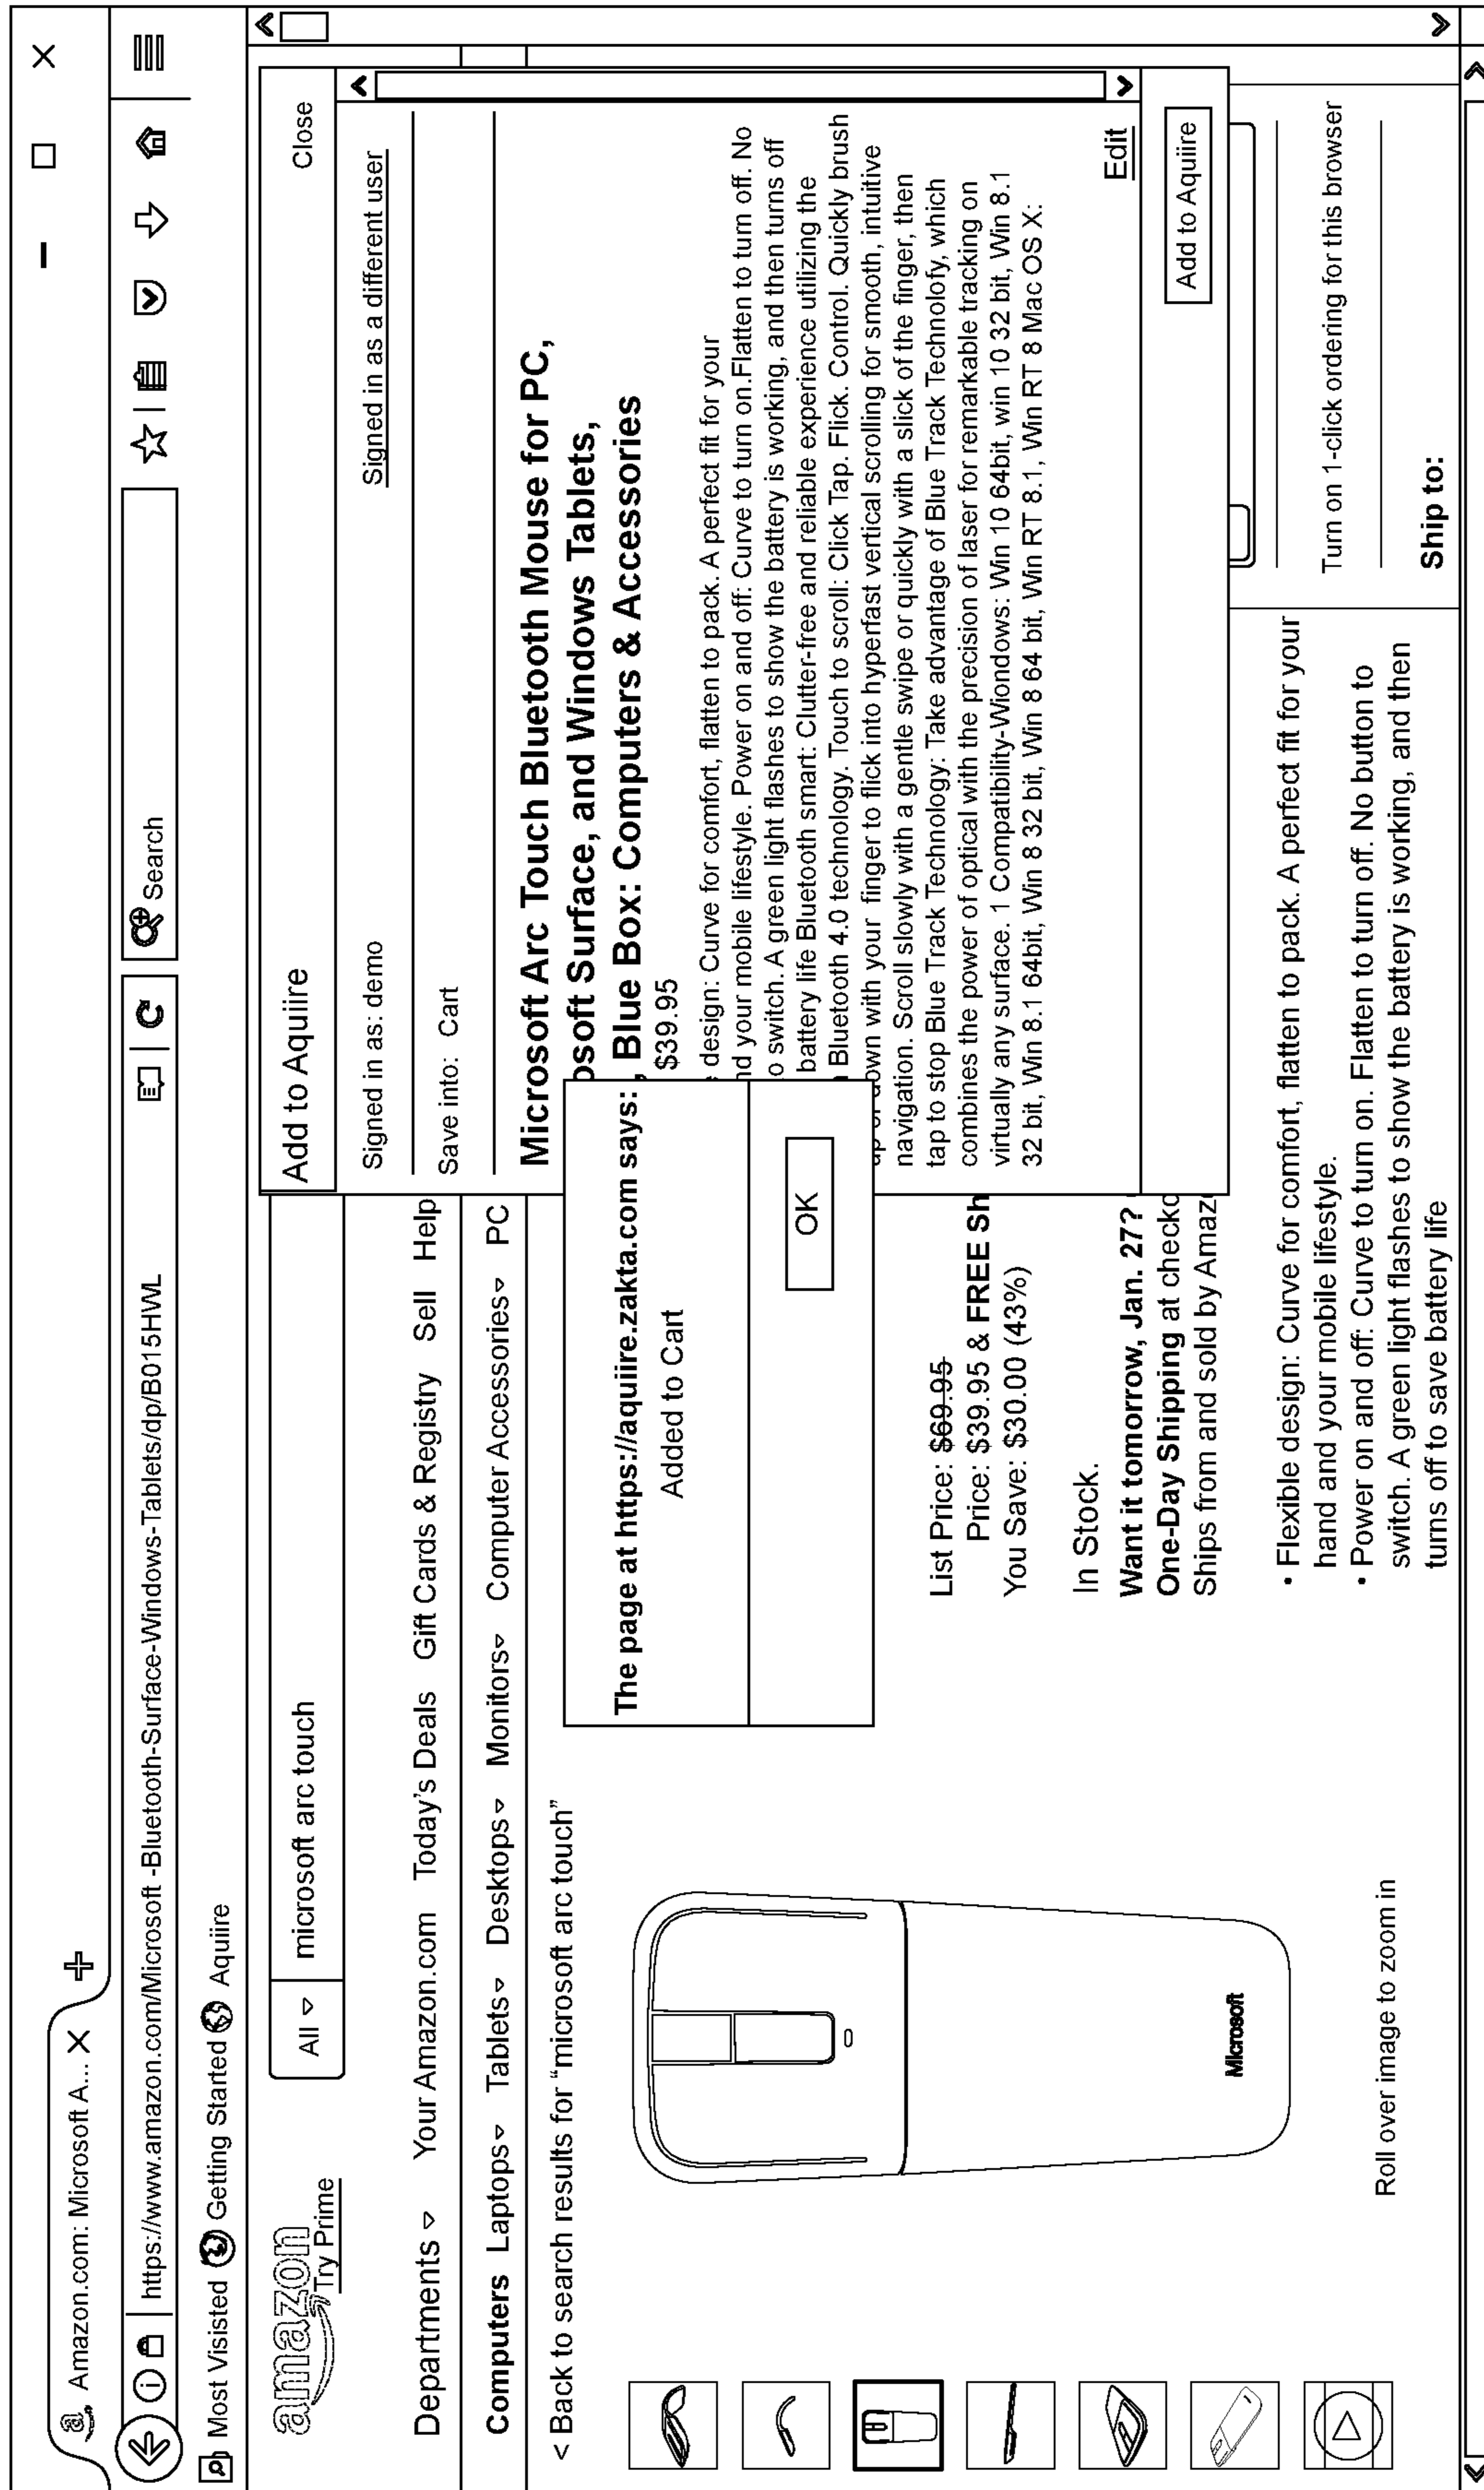 Amazon.com: Microsoft A...
https://www.amazon.com/Microsoft -Bluetooth-Surface-Windows-Tablets/dp/B015HWL
Search
Most Visisted
Getting Started
Aquiire
amazon
Try Prime
All
microsoft arc touch
Departments
Your Amazon.com
Today's Deals
Gift Cards & Registry
Sell
Help
Computers
Laptops
Tablets
Desktops
Monitors
Computer Accessories
PC
< Back to search results for “microsoft arc touch”
Microsoft
Roll over image to zoom in
The page at https://aquiire.zakta.com says:
Added to Cart
OK
List Price: $69.95
Price: $39.95 & FREE Sh
You Save: $30.00 (43%)
In Stock.
Want it tomorrow, Jan. 27?
One-Day Shipping at checko
Ships from and sold by Amaz
• Flexible design: Curve for comfort, flatten to pack. A perfect fit for your
hand and your mobile lifestyle.
• Power on and off: Curve to turn on. Flatten to turn off. No button to
switch. A green light flashes to show the battery is working, and then
turns off to save battery life
Add to Aquiire
Close
Signed in as: demo
Signed in as a different user
Save into: Cart
Microsoft Arc Touch Bluetooth Mouse for PC,
osoft Surface, and Windows Tablets,
, Blue Box: Computers & Accessories
$39.95
design: Curve for comfort, flatten to pack. A perfect fit for your
nd your mobile lifestyle. Power on and off: Curve to turn on.Flatten to turn off. No
o switch. A green light flashes to show the battery is working, and then turns off
battery life Bluetooth smart: Clutter-free and reliable experience utilizing the
Bluetooth 4.0 technology. Touch to scroll: Click Tap. Flick. Control. Quickly brush
own with your finger to flick into hyperfast vertical scrolling for smooth, intuitive
navigation. Scroll slowly with a gentle swipe or quickly with a slick of the finger, then
tap to stop Blue Track Technology: Take advantage of Blue Track Technolofy, which
combines the power of optical with the precision of laser for remarkable tracking on
virtually any surface. 1 Compatibility-Wiondows: Win 10 64bit, win 10 32 bit, Win 8.1
32 bit, Win 8.1 64bit, Win 8 32 bit, Win 8 64 bit, Win RT 8.1, Win RT 8 Mac OS X:
Edit
Add to Aquiire
Turn on 1-click ordering for this browser
Ship to: